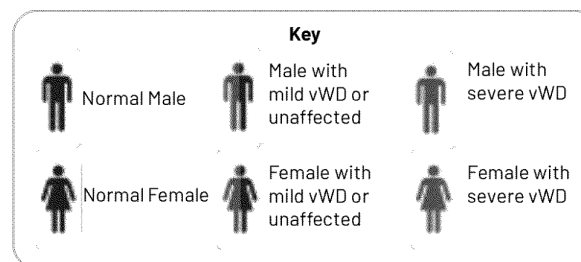 Key
Normal Male
Male with
mild vWD or
unaffected
Male with
severe vWD
Normal Female
Female with
mild vWD or
unaffected
Female with
severe vWD